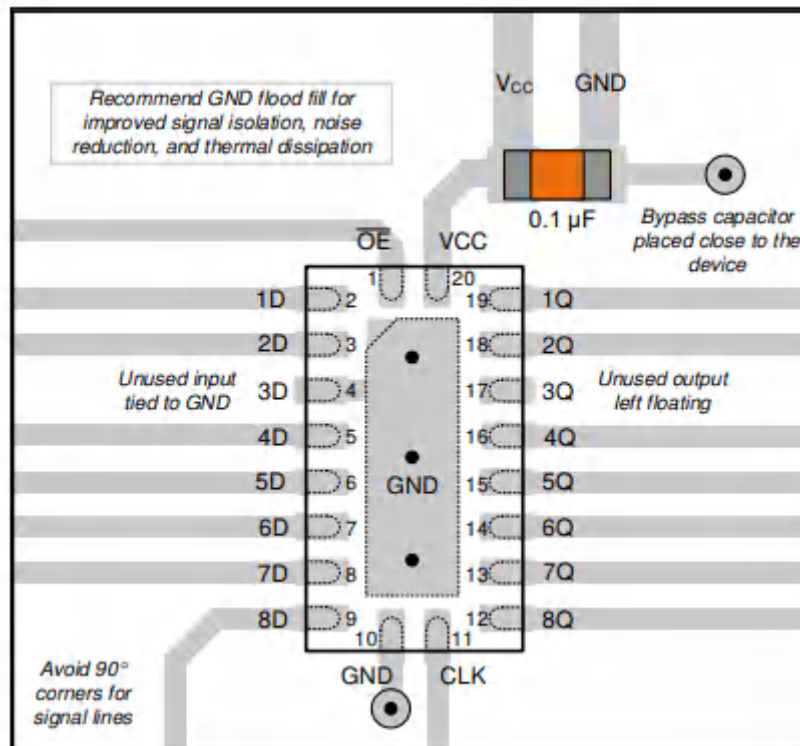 Recommend GND flood fill for
improved signal isolation, noise
reduction, and thermal dissipation
VCC GND
0.1 µF
Bypass capacitor
placed close to the
device
OE VCC
1 20
1D 2 19 1Q
2D 3 18 2Q
Unused input
tied to GND
3D 4 17 3Q
Unused output
left floating
4D 5 16 4Q
5D 6 15 5Q
GND
6D 7 14 6Q
7D 8 13 7Q
8D 9 12 8Q
10 11
GND CLK
Avoid 90°
corners for
signal lines